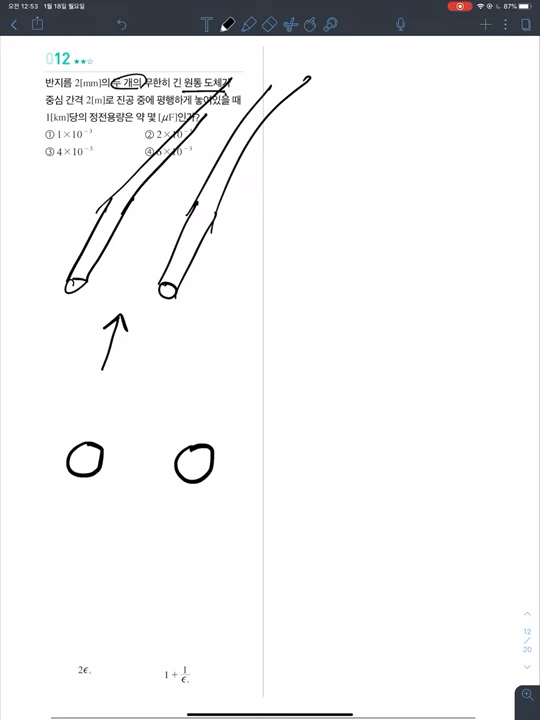 오전 12:53 1월 18일 월요일
87%
012 ★★☆
반지름 2[mm]의 두 개의 무한히 긴 원통 도체가
중심 간격 2[m]로 진공 중에 평행하게 놓여있을 때
1[km]당의 정전용량은 약 몇 [μF]인가?
① 1×10⁻³ ② 2×10⁻³
③ 4×10⁻³ ④ 6×10⁻³
12
/
20
2ϵ, 1 + 1/ϵ,